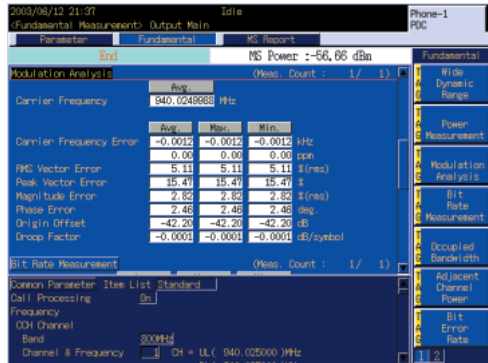 2003/06/12 21:37 Idle Phone-1
<Fundamental Measurement> Output Main PDC
Parameter Fundamental MS Report
End MS Power :-56.66 dBm Fundamental
Modulation Analysis (Meas. Count : 1/ 1)
Avg.
Carrier Frequency 940.0249988 MHz
Avg. Max. Min.
Carrier Frequency Error -0.0012 -0.0012 -0.0012 kHz
0.00 0.00 0.00 ppm
RMS Vector Error 5.11 5.11 5.11 %(rms)
Peak Vector Error 15.47 15.47 15.47 %
Magnitude Error 2.82 2.82 2.82 %(rms)
Phase Error 2.46 2.46 2.46 deg.
Origin Offset -42.20 -42.20 -42.20 dB
Droop Factor -0.0001 -0.0001 -0.0001 dB/symbol
Bit Rate Measurement (Meas. Count : 1/ 1)
Common Parameter Item List Standard
Call Processing On
Frequency
CCH Channel
Band 800MHz
Channel & Frequency 1 CH = UL( 940.025000 )MHz
TAG Wide Dynamic Range
TAG Power Measurement
TAG Modulation Analysis
TAG Bit Rate Measurement
TAG Occupied Bandwidth
TAG Adjacent Channel Power
TAG Bit Error Rate
1 2